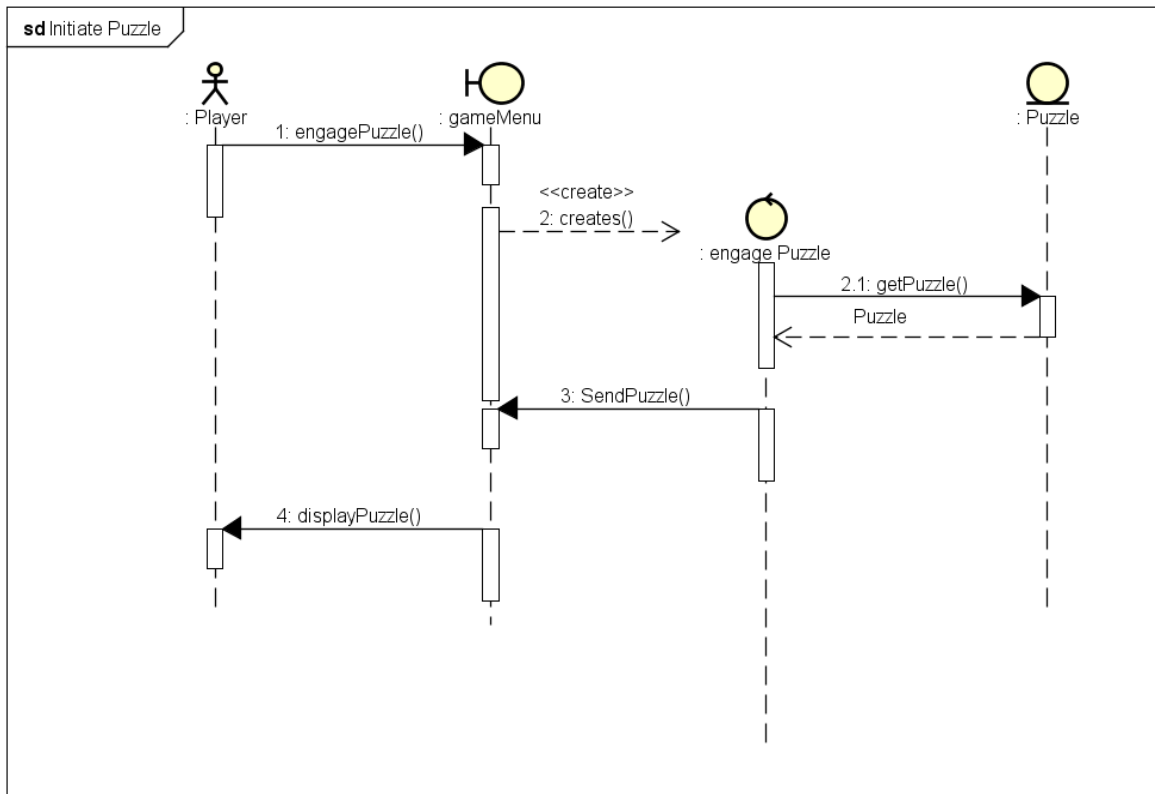 sd Initiate Puzzle
: Player
: gameMenu
: Puzzle
1: engagePuzzle()
<<create>>
2: creates()
: engage Puzzle
2.1: getPuzzle()
Puzzle
3: SendPuzzle()
4: displayPuzzle()